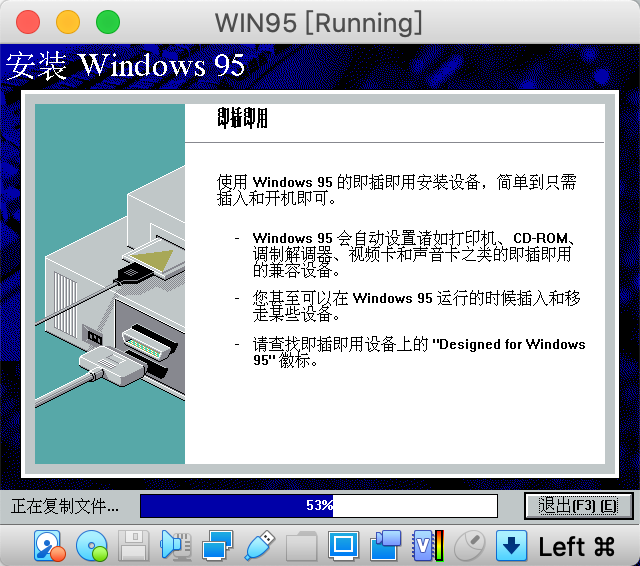 WIN95 [Running]
安装 Windows 95
即插即用
使用 Windows 95 的即插即用安装设备，简单到只需
插入和开机即可。
- Windows 95 会自动设置诸如打印机、CD-ROM、
调制解调器、视频卡和声音卡之类的即插即用
的兼容设备。
- 您甚至可以在 Windows 95 运行的时候插入和移
走某些设备。
- 请查找即插即用设备上的 "Designed for Windows
95" 徽标。
正在复制文件... 53% 退出(F3) (E)
V Left ⌘